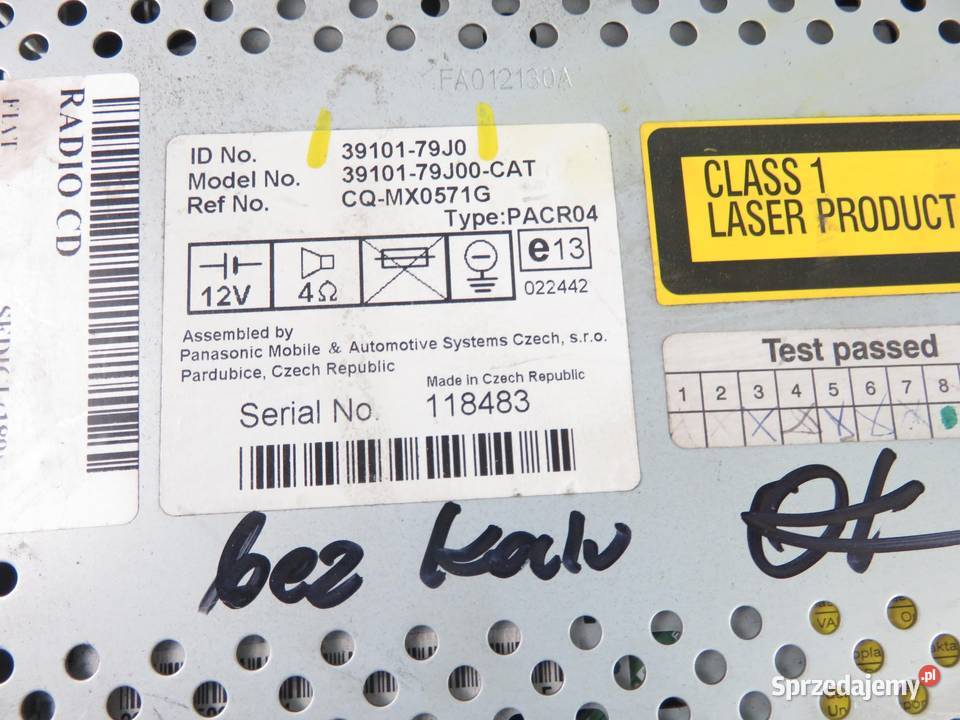 FA012130A
FIAT
RADIO CD
ID No. 39101-79J0
Model No. 39101-79J00-CAT
Ref No. CQ-MX0571G
Type:PACR04
12V
4Ω
e13
022442
Assembled by
Panasonic Mobile & Automotive Systems Czech, s.r.o.
Pardubice, Czech Republic
Made in Czech Republic
Serial No. 118483
CLASS 1
LASER PRODUCT
Test passed
1 2 3 4 5 6 7 8
bez kodu
OK
VA
Sprzedajemy.pl